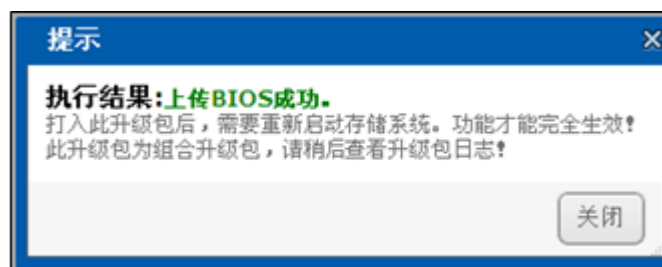 提示
执行结果:上传BIOS成功。
打入此升级包后，需要重新启动存储系统。功能才能完全生效!
此升级包为组合升级包，请稍后查看升级包日志!
关闭